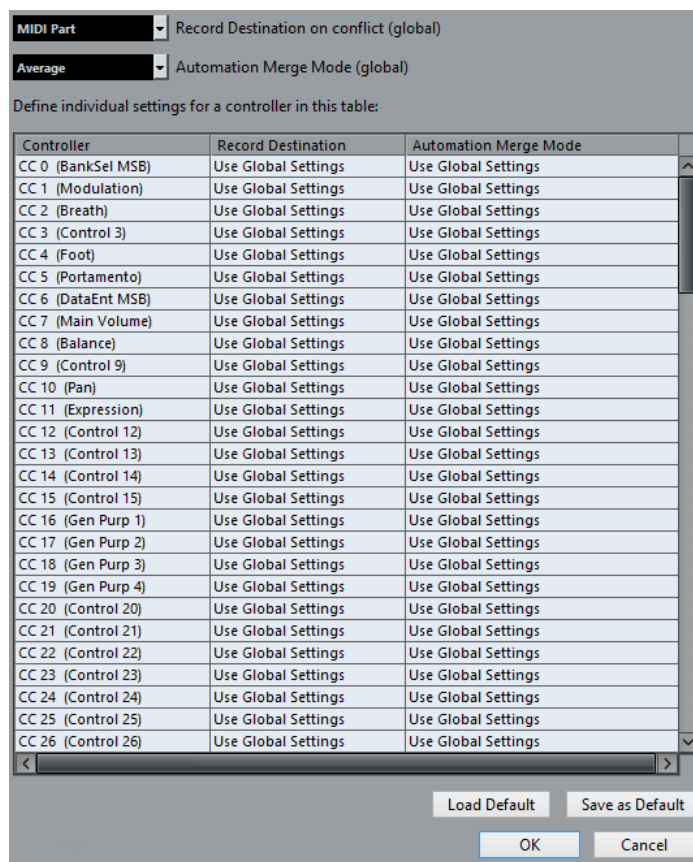 MIDI Part Record Destination on conflict (global)
Average Automation Merge Mode (global)
Define individual settings for a controller in this table:
Controller Record Destination Automation Merge Mode
CC 0 (BankSel MSB) Use Global Settings Use Global Settings
CC 1 (Modulation) Use Global Settings Use Global Settings
CC 2 (Breath) Use Global Settings Use Global Settings
CC 3 (Control 3) Use Global Settings Use Global Settings
CC 4 (Foot) Use Global Settings Use Global Settings
CC 5 (Portamento) Use Global Settings Use Global Settings
CC 6 (DataEnt MSB) Use Global Settings Use Global Settings
CC 7 (Main Volume) Use Global Settings Use Global Settings
CC 8 (Balance) Use Global Settings Use Global Settings
CC 9 (Control 9) Use Global Settings Use Global Settings
CC 10 (Pan) Use Global Settings Use Global Settings
CC 11 (Expression) Use Global Settings Use Global Settings
CC 12 (Control 12) Use Global Settings Use Global Settings
CC 13 (Control 13) Use Global Settings Use Global Settings
CC 14 (Control 14) Use Global Settings Use Global Settings
CC 15 (Control 15) Use Global Settings Use Global Settings
CC 16 (Gen Purp 1) Use Global Settings Use Global Settings
CC 17 (Gen Purp 2) Use Global Settings Use Global Settings
CC 18 (Gen Purp 3) Use Global Settings Use Global Settings
CC 19 (Gen Purp 4) Use Global Settings Use Global Settings
CC 20 (Control 20) Use Global Settings Use Global Settings
CC 21 (Control 21) Use Global Settings Use Global Settings
CC 22 (Control 22) Use Global Settings Use Global Settings
CC 23 (Control 23) Use Global Settings Use Global Settings
CC 24 (Control 24) Use Global Settings Use Global Settings
CC 25 (Control 25) Use Global Settings Use Global Settings
CC 26 (Control 26) Use Global Settings Use Global Settings
Load Default Save as Default
OK Cancel